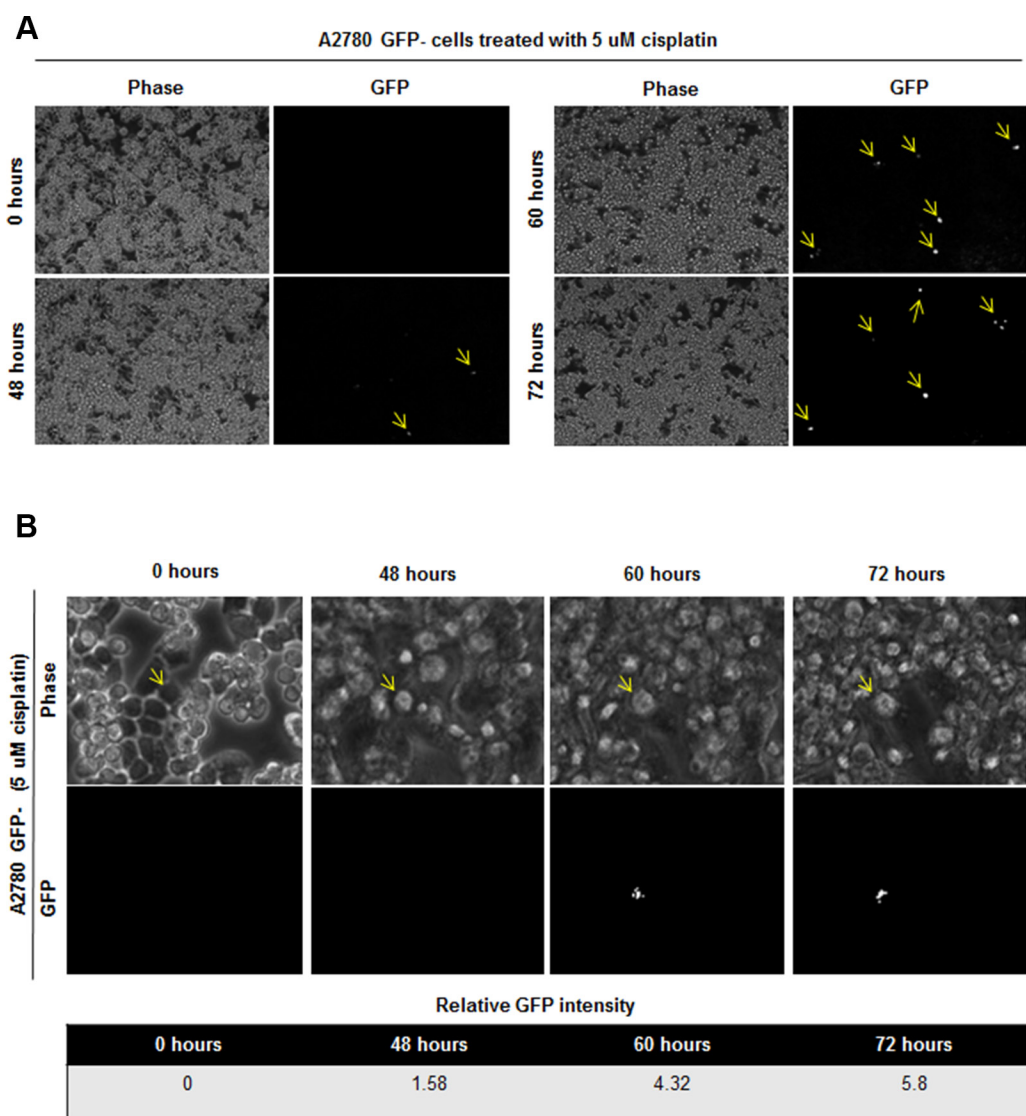 A
A2780 GFP- cells treated with 5 uM cisplatin
Phase GFP Phase GFP
0 hours
48 hours
60 hours
72 hours
B
0 hours 48 hours 60 hours 72 hours
A2780 GFP- (5 uM cisplatin)
Phase
GFP
Relative GFP intensity
0 hours 48 hours 60 hours 72 hours
0 1.58 4.32 5.8